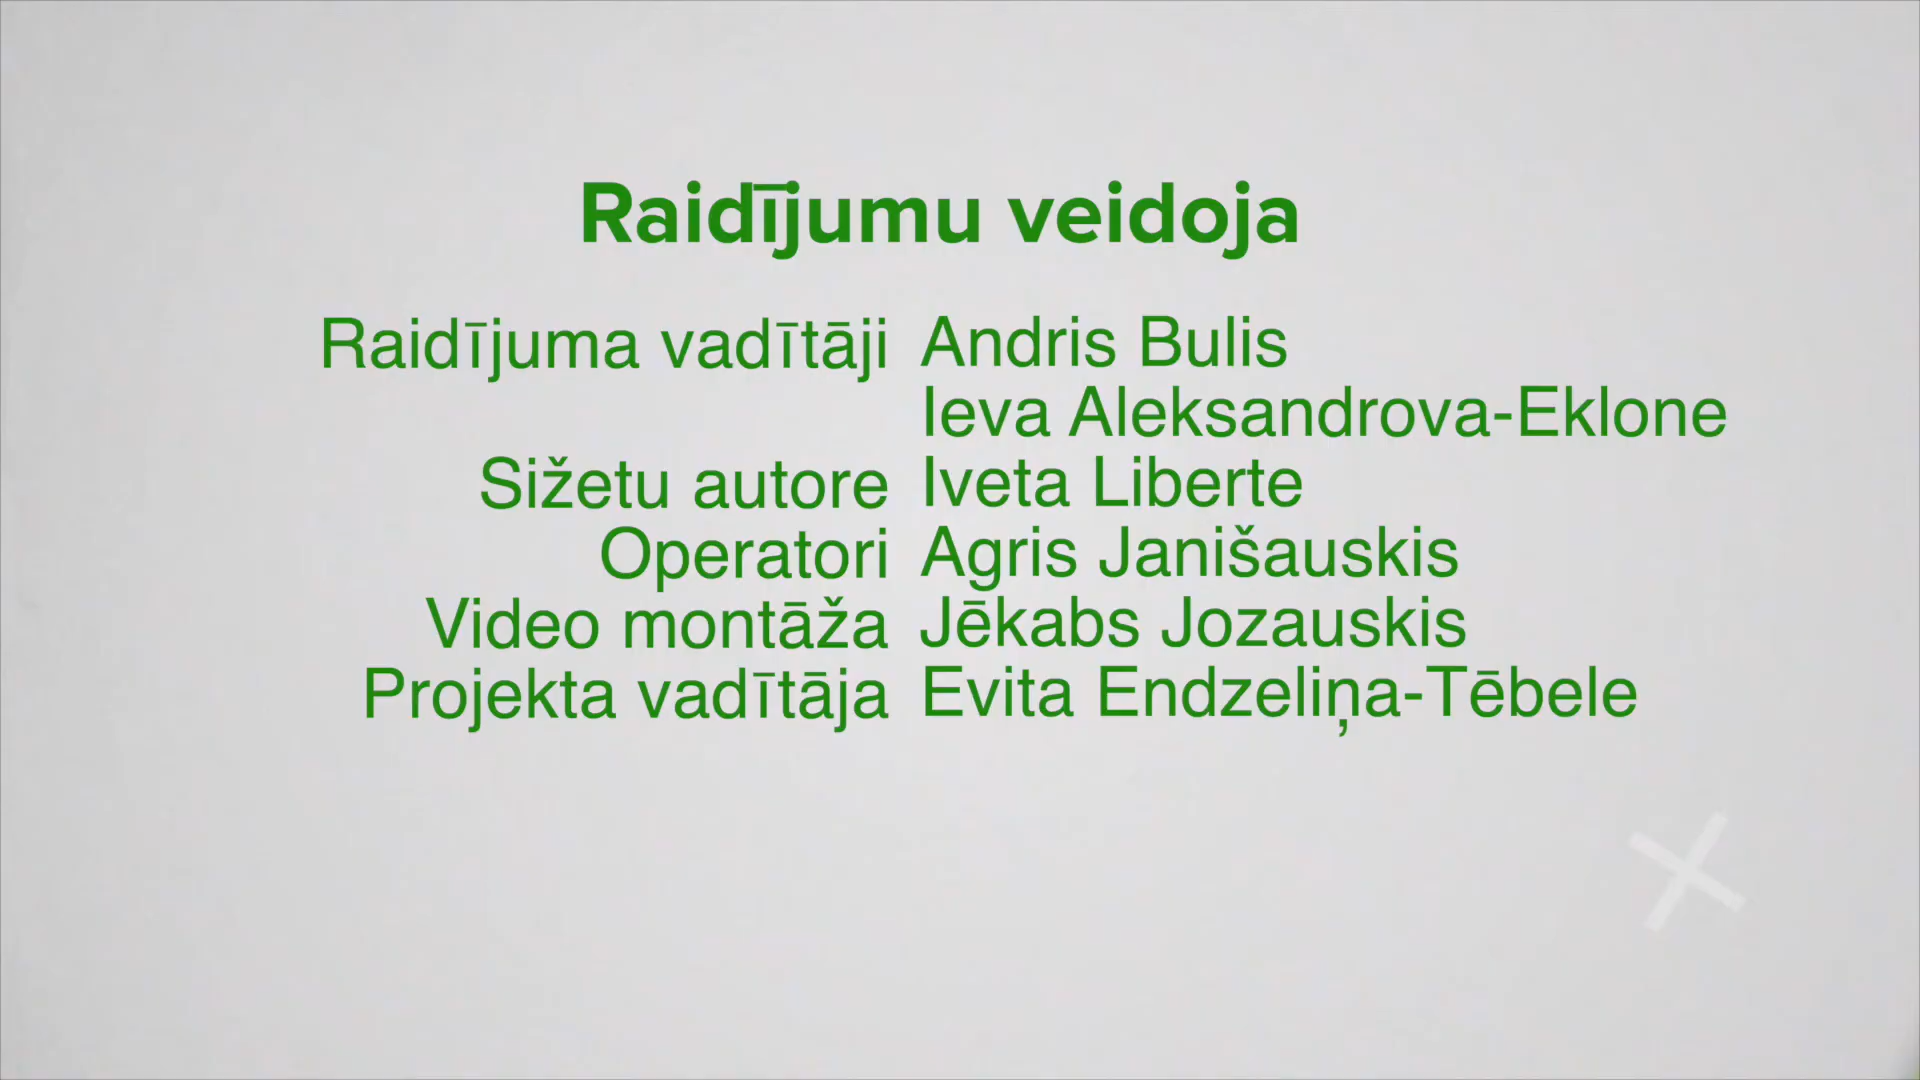 Raidījumu veidoja
Raidījuma vadītāji Andris Bulis
Ieva Aleksandrova-Eklone
Sižetu autore Iveta Liberte
Operatori Agris Janišauskis
Video montāža Jēkabs Jozauskis
Projekta vadītāja Evita Endzeliņa-Tēbele